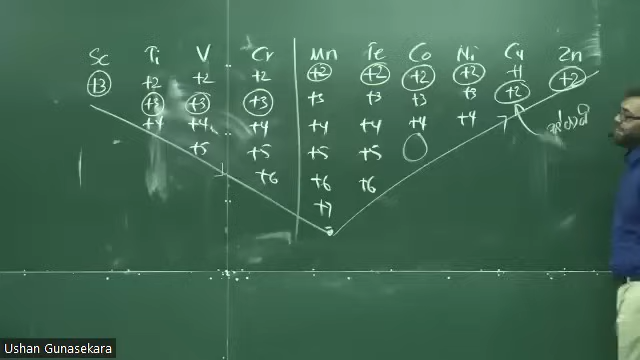 Sc Ti V Cr Mn Fe Co Ni Cu Zn
+3 +2 +2 +2 +2 +2 +2 +2 +1 +2
+3 +3 +3 +3 +3 +3 +3 +2
+4 +4 +4 +4 +4 +4 +4
+5 +5 +5 +5
+6 +6 +6
+7
Ushan Gunasekara